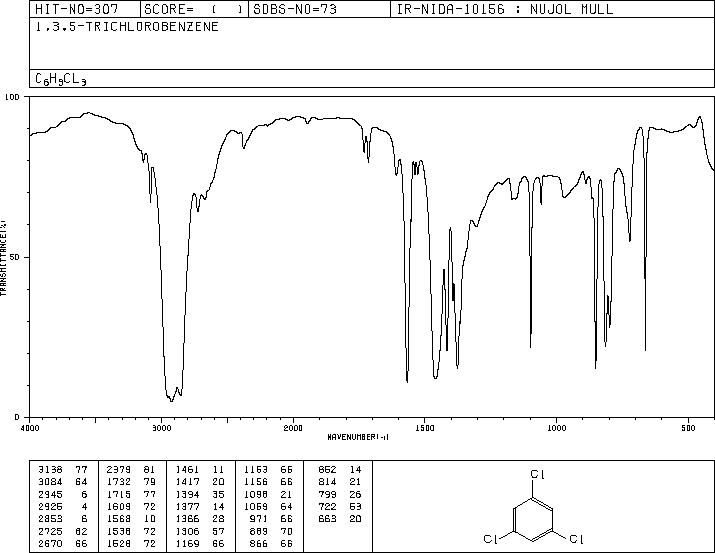 HIT-NO=307 SCORE= ( ) SDBS-NO=73 IR-NIDA-10156 : NUJOL MULL
1,3,5-TRICHLOROBENZENE
C6H3CL3
100
50
0
TRANSMITTANCE(%)
4000 3000 2000 1500 1000 500
WAVENUMBER(-1)
3138 77 2379 81 1461 11 1163 66 852 14
3084 64 1732 79 1417 20 1156 66 814 21
2945 6 1715 77 1394 35 1098 21 799 26
2925 4 1609 72 1377 14 1059 64 722 53
2853 6 1568 10 1366 28 971 66 663 20
2725 62 1538 72 1306 57 889 70
2670 66 1528 72 1169 66 866 66
Cl
Cl Cl